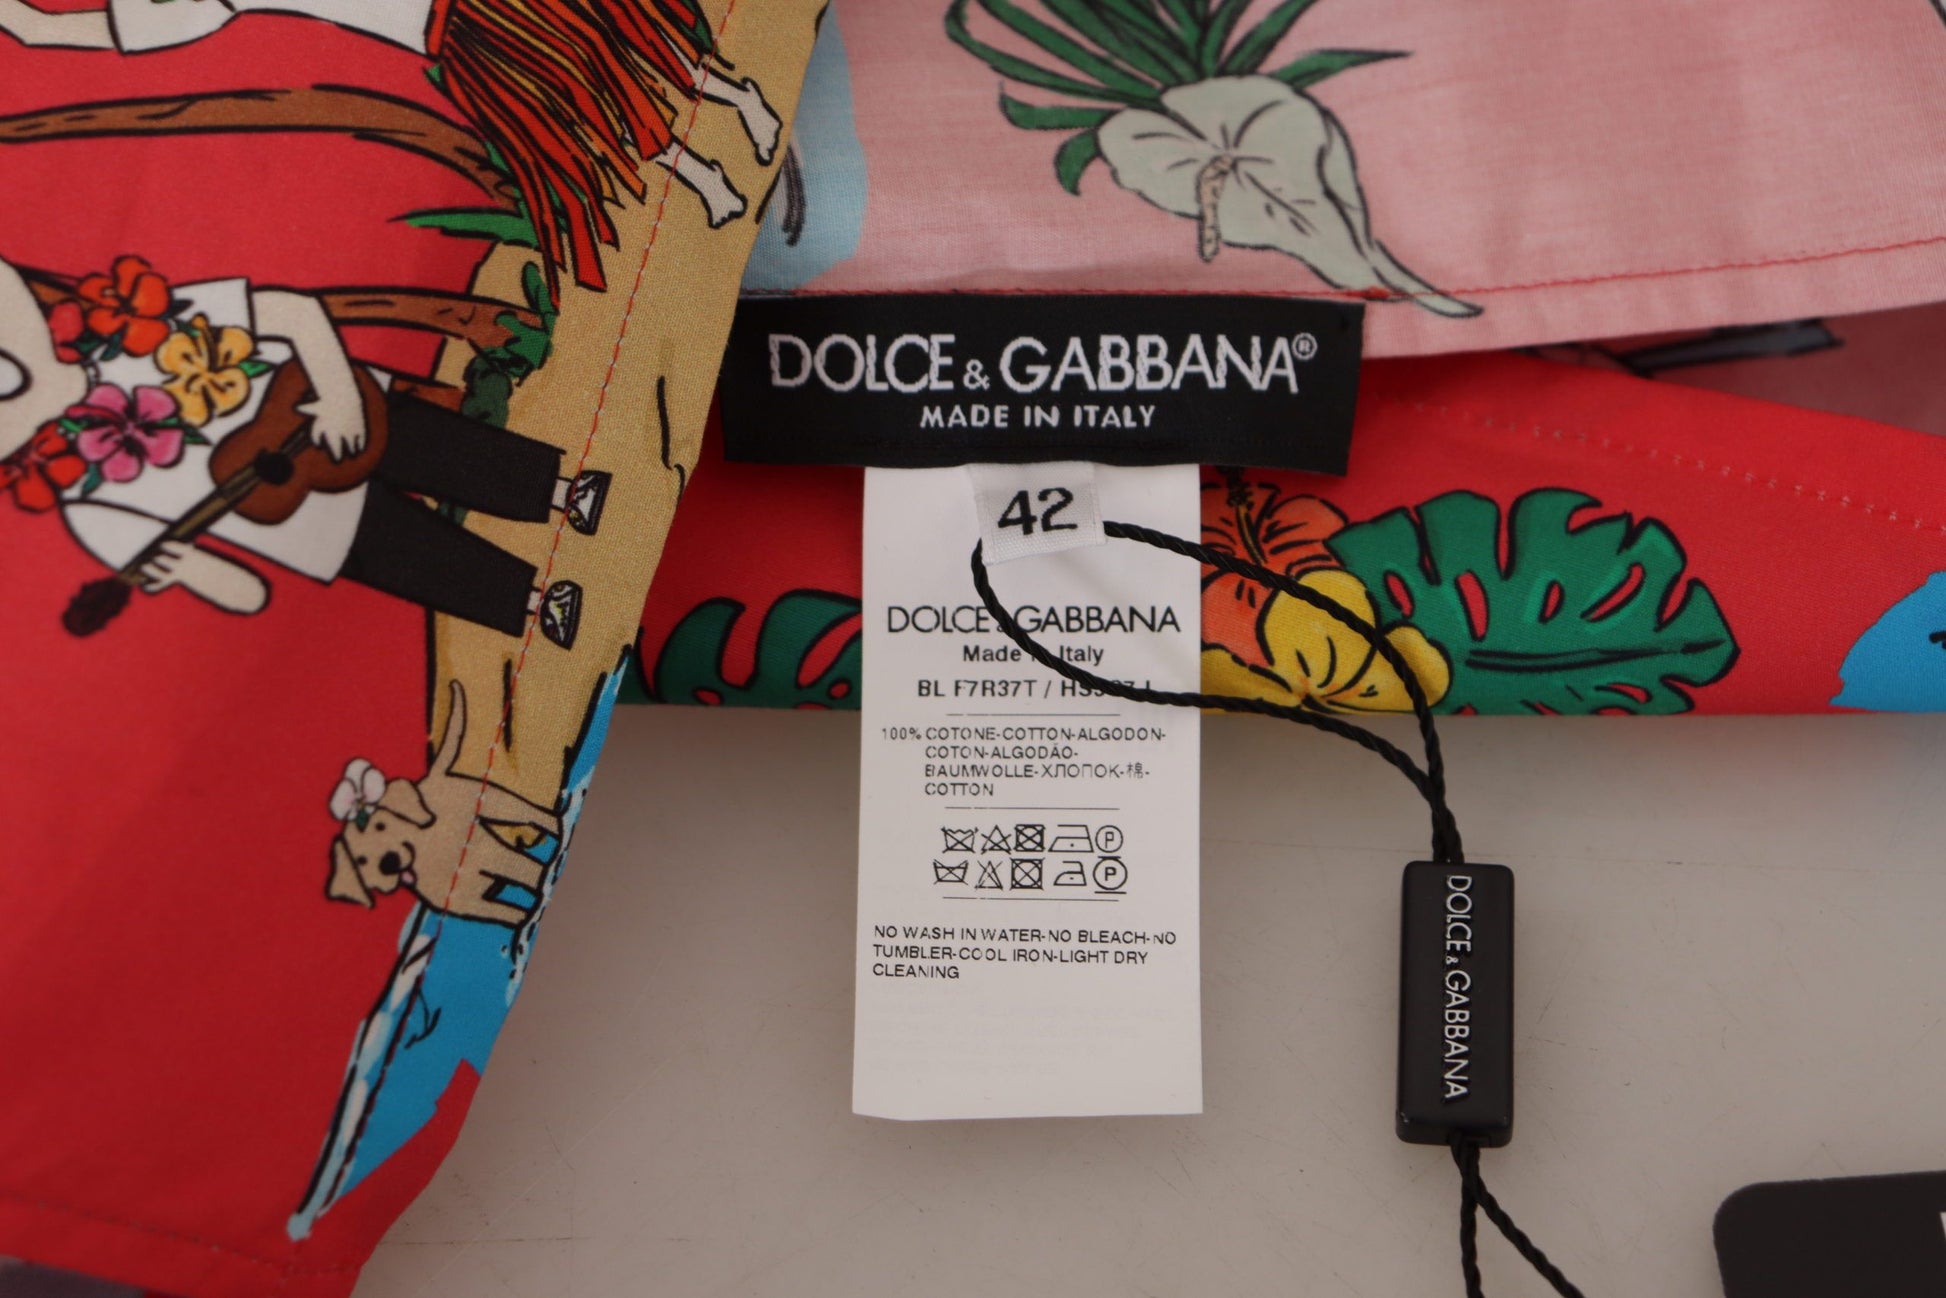 DOLCE & GABBANA®
MADE IN ITALY
42
DOLCE & GABBANA
Made Italy
BL F7R37T /
100% COTONE-COTTON-ALGODON-
COTON-ALGODÃO-
BAUMWOLLE-ХЛОПОК-棉-
COTTON
P
P
NO WASH IN WATER-NO BLEACH-NO
TUMBLER-COOL IRON-LIGHT DRY
CLEANING
DOLCE & GABBANA